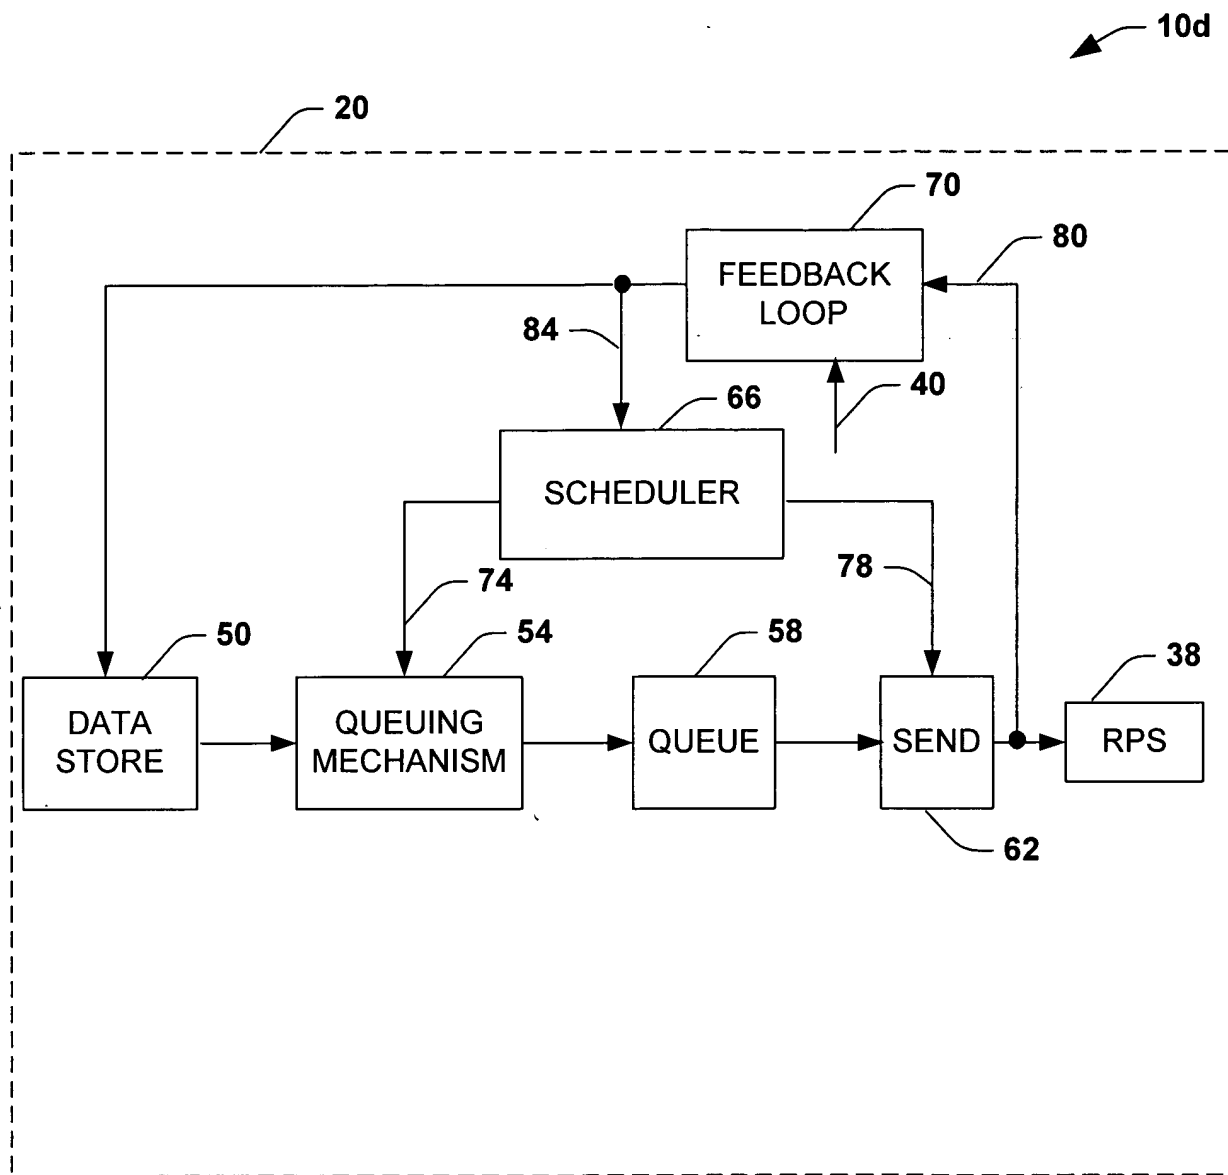 10d
20
70
80
FEEDBACK
LOOP
84
40
66
SCHEDULER
74
78
50
54
58
38
DATA
STORE
QUEUING
MECHANISM
QUEUE
SEND
RPS
62